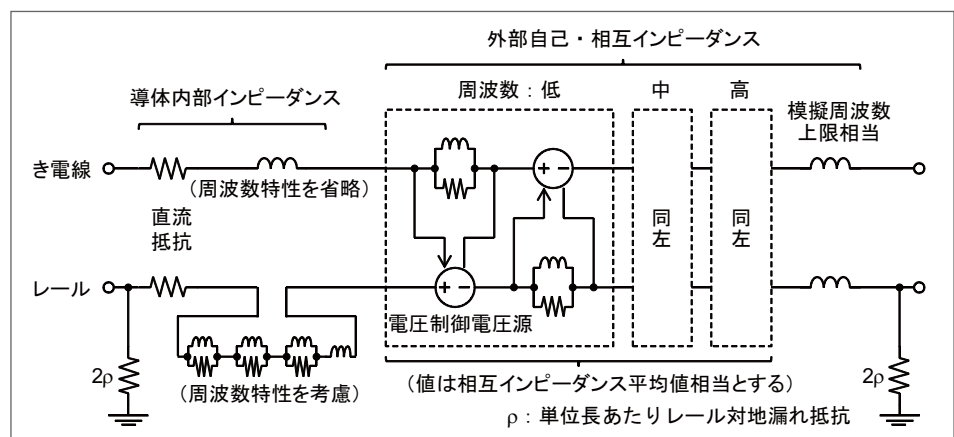 外部自己・相互インピーダンス
周波数：低
中
高
導体内部インピーダンス
模擬周波数
上限相当
き電線
(周波数特性を省略)
直流
抵抗
同左
同左
レール
電圧制御電圧源
2ρ
(周波数特性を考慮)
(値は相互インピーダンス平均値相当とする)
2ρ
ρ：単位長あたりレール対地漏れ抵抗